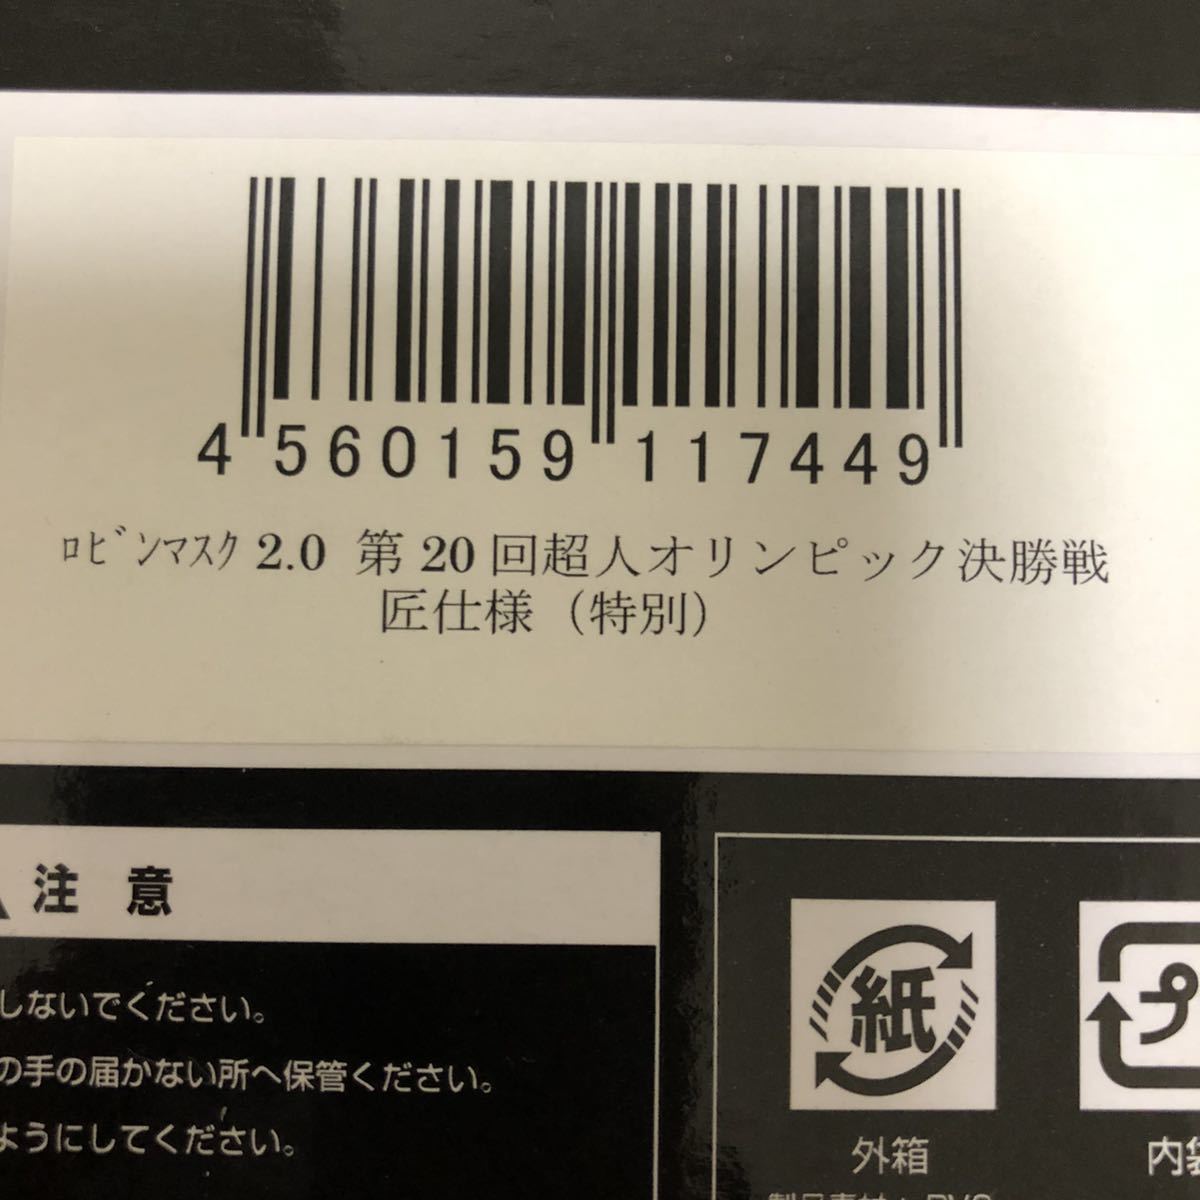 4 560159 117449
ﾛﾋﾞﾝﾏｽｸ 2.0 第 20 回超人オリンピック決勝戦
匠仕様（特別）
注 意
しないでください。
の手の届かない所へ保管ください。
ようにしてください。
紙
外箱
プ
内袋